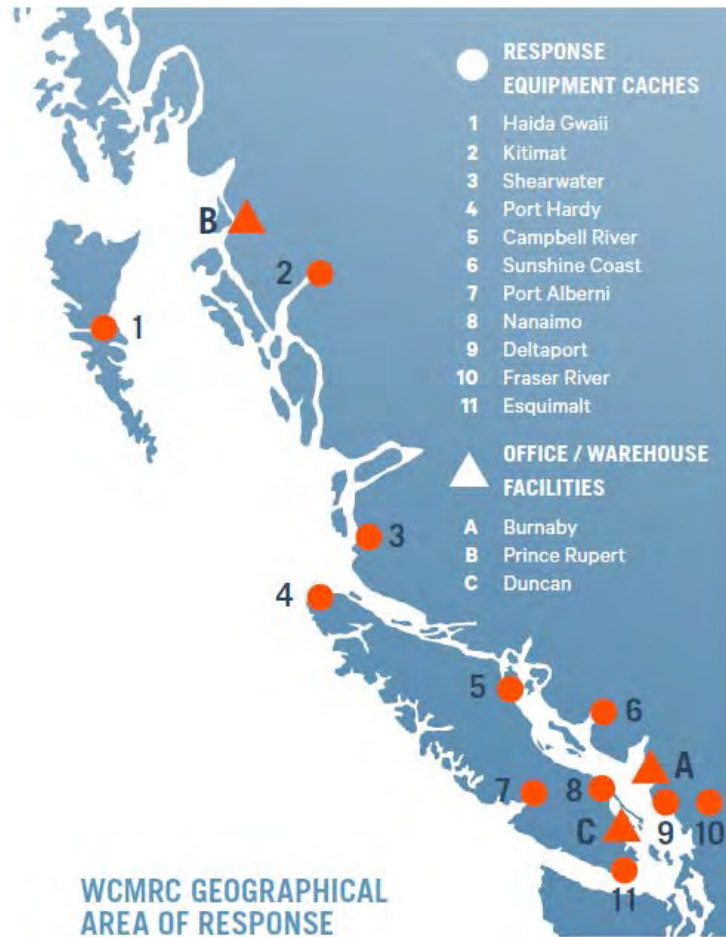 RESPONSE
EQUIPMENT CACHES
1 Haida Gwaii
2 Kitimat
3 Shearwater
4 Port Hardy
5 Campbell River
6 Sunshine Coast
7 Port Alberni
8 Nanaimo
9 Deltaport
10 Fraser River
11 Esquimalt
OFFICE / WAREHOUSE
FACILITIES
A Burnaby
B Prince Rupert
C Duncan
B
2
1
3
4
5
6
A
7
8
C
9
10
11
WCMRC GEOGRAPHICAL
AREA OF RESPONSE